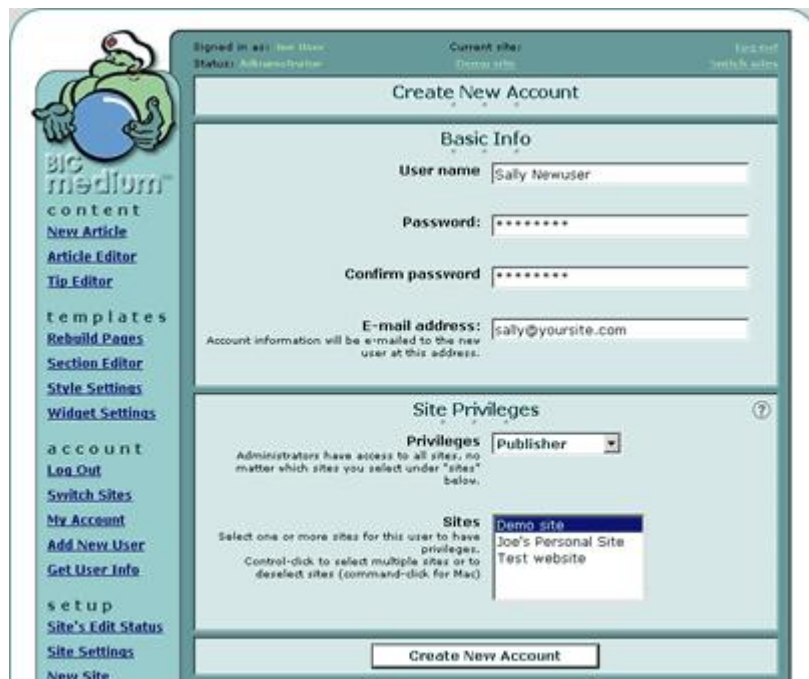 Signed in as: Joe User
Status: Administrator
Current site:
Demo site
Log out
Switch sites
BIG
medium
content
New Article
Article Editor
Tip Editor
templates
Rebuild Pages
Section Editor
Style Settings
Widget Settings
account
Log Out
Switch Sites
My Account
Add New User
Get User Info
setup
Site's Edit Status
Site Settings
New Site
Create New Account
Basic Info
User name
Sally Newuser
Password:
********
Confirm password
********
E-mail address:
sally@yoursite.com
Account information will be e-mailed to the new
user at this address.
Site Privileges
?
Privileges
Publisher
Administrators have access to all sites, no
matter which sites you select under "sites"
below.
Sites
Select one or more sites for this user to have
privileges.
Control-click to select multiple sites or to
deselect sites (command-click for Mac)
Demo site
Joe's Personal Site
Test website
Create New Account